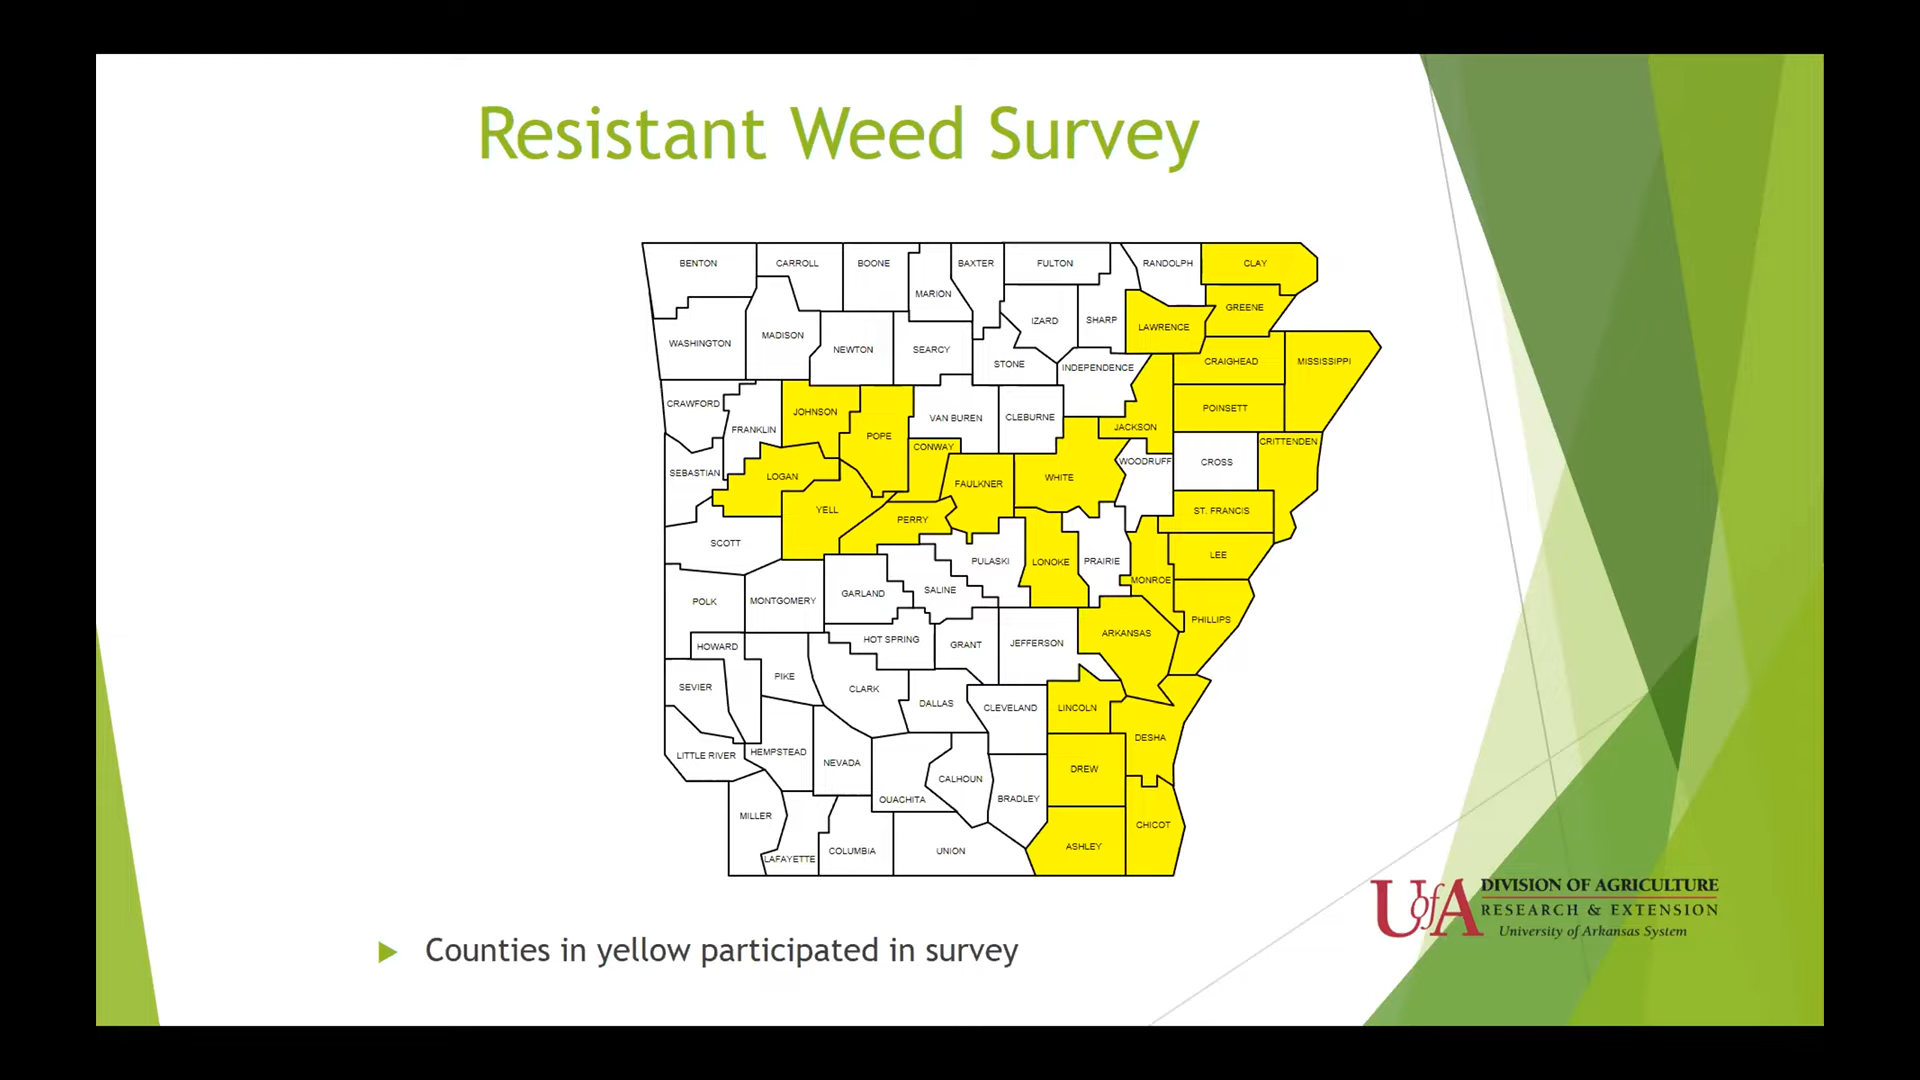 Resistant Weed Survey
BENTON CARROLL BOONE BAXTER FULTON RANDOLPH CLAY
MARION
GREENE
IZARD SHARP LAWRENCE
WASHINGTON MADISON NEWTON SEARCY
STONE INDEPENDENCE CRAIGHEAD MISSISSIPPI
CRAWFORD JOHNSON VAN BUREN CLEBURNE POINSETT
FRANKLIN POPE JACKSON
CONWAY CRITTENDEN
SEBASTIAN LOGAN FAULKNER WHITE WOODRUFF CROSS
YELL PERRY ST. FRANCIS
SCOTT PULASKI LONOKE PRAIRIE LEE
MONROE
POLK MONTGOMERY GARLAND SALINE
PHILLIPS
HOWARD HOT SPRING GRANT JEFFERSON ARKANSAS
SEVIER PIKE CLARK
DALLAS CLEVELAND LINCOLN
LITTLE RIVER HEMPSTEAD DESHA
NEVADA CALHOUN DREW
OUACHITA BRADLEY
MILLER CHICOT
LAFAYETTE COLUMBIA UNION ASHLEY
UofA DIVISION OF AGRICULTURE
RESEARCH & EXTENSION
University of Arkansas System
Counties in yellow participated in survey